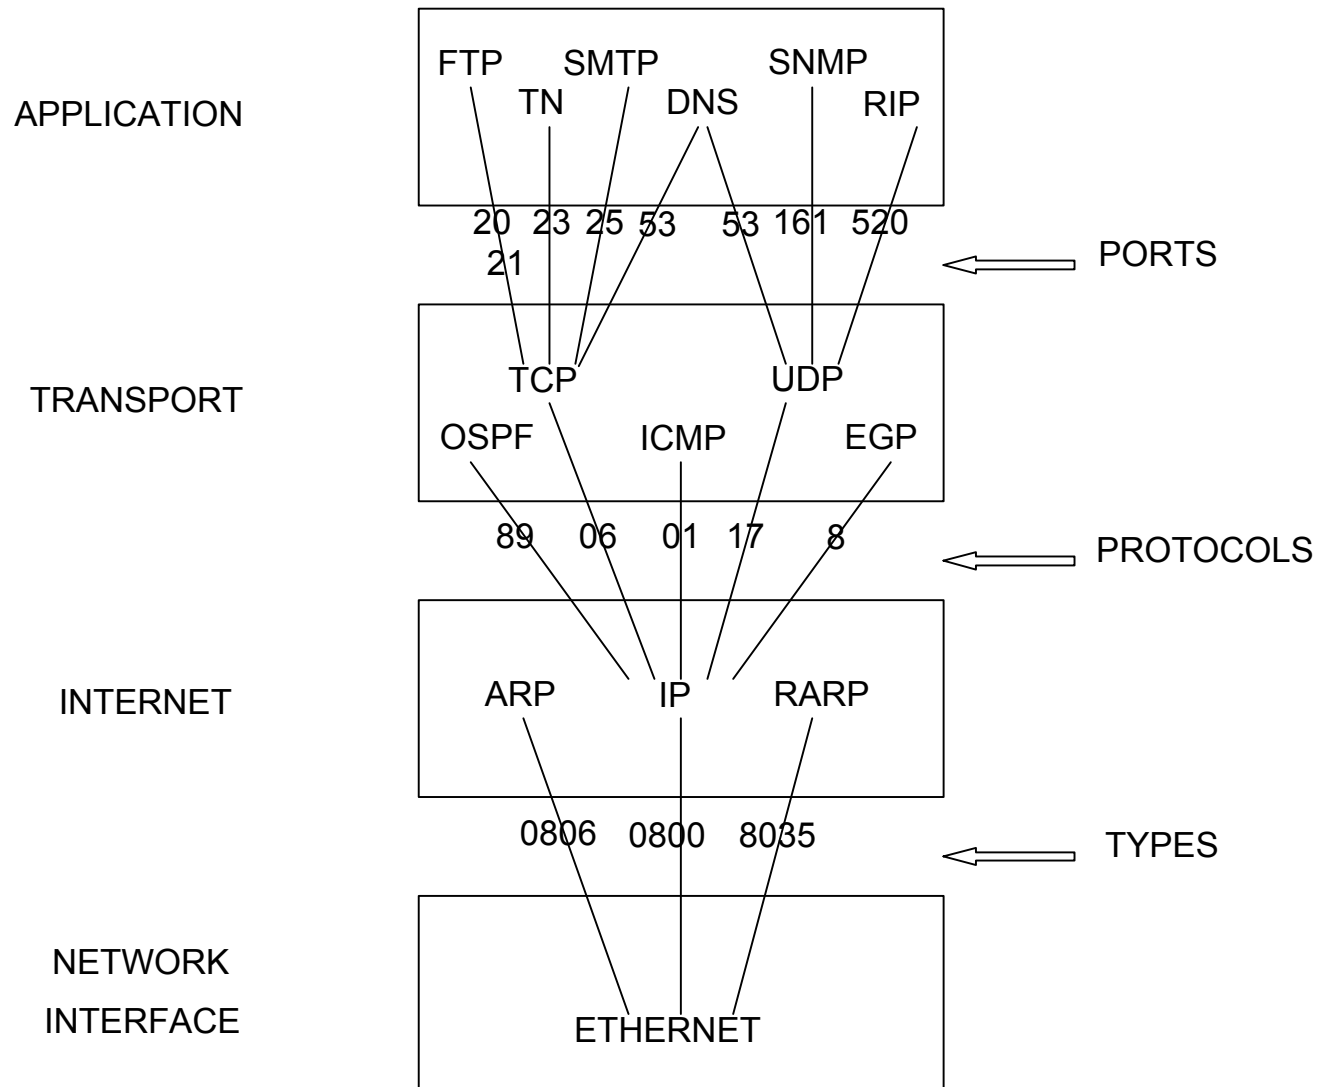 FTP SMTP SNMP
TN DNS RIP
APPLICATION
20 23 25 53 53 161 520
21
PORTS
TCP UDP
TRANSPORT
OSPF ICMP EGP
89 06 01 17 8
PROTOCOLS
ARP IP RARP
INTERNET
0806 0800 8035
TYPES
NETWORK
INTERFACE
ETHERNET